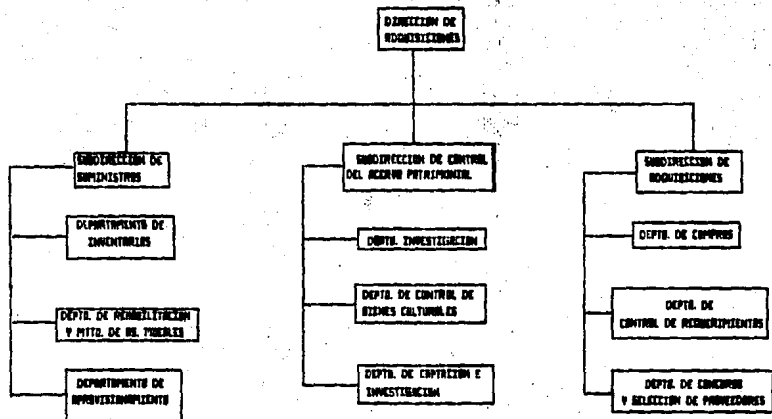 DIRECCION DE
ADQUISICIONES
SUBDIRECCION DE
SUMINISTROS
DEPARTAMENTO DE
INVENTARIOS
DEPTO. DE REHABILITACION
Y MTTO. DE BS. MUEBLES
DEPARTAMENTO DE
APROVISIONAMIENTO
SUBDIRECCION DE CONTROL
DEL ACERVO PATRIMONIAL
DEPTO. INVESTIGACION
DEPTO. DE CONTROL DE
BIENES CULTURALES
DEPTO. DE CAPTACION E
INVESTIGACION
SUBDIRECCION DE
ADQUISICIONES
DEPTO. DE COMPRAS
DEPTO. DE
CONTROL DE REQUERIMIENTOS
DEPTO. DE CONCURSO
Y SELECCION DE PROVEEDORES